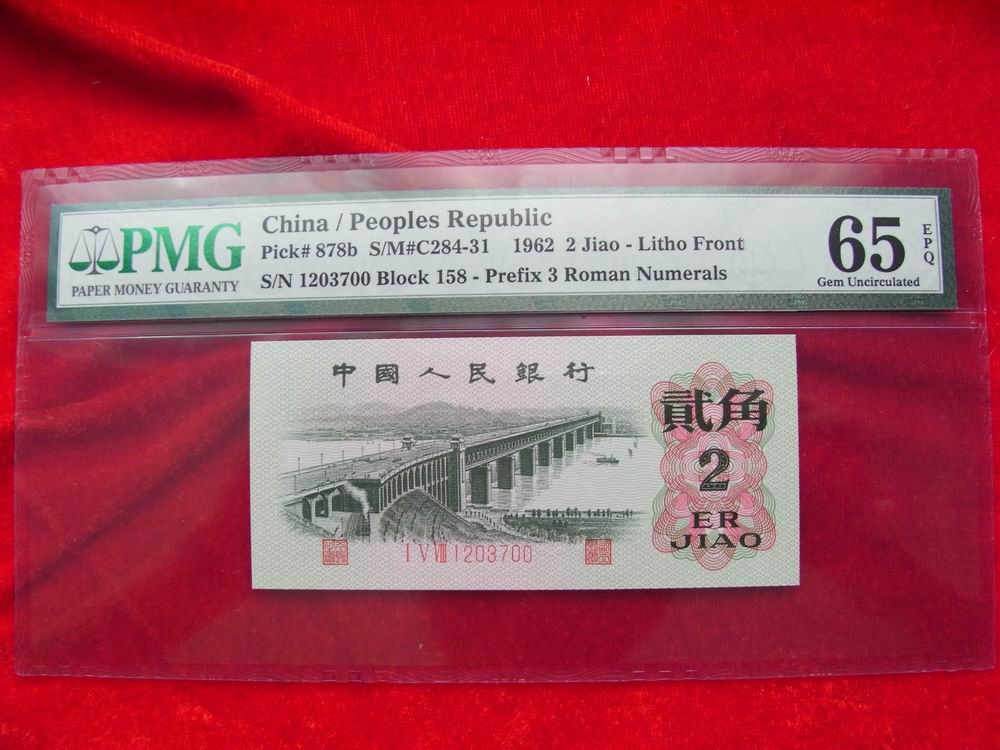 PMG
PAPER MONEY GUARANTY
China / Peoples Republic
Pick# 878b S/M#C284-31 1962 2 Jiao - Litho Front
S/N 1203700 Block 158 - Prefix 3 Roman Numerals
65
EPQ
Gem Uncirculated
中國人民銀行
貳角
2
ER
JIAO
I V VIII 1203700